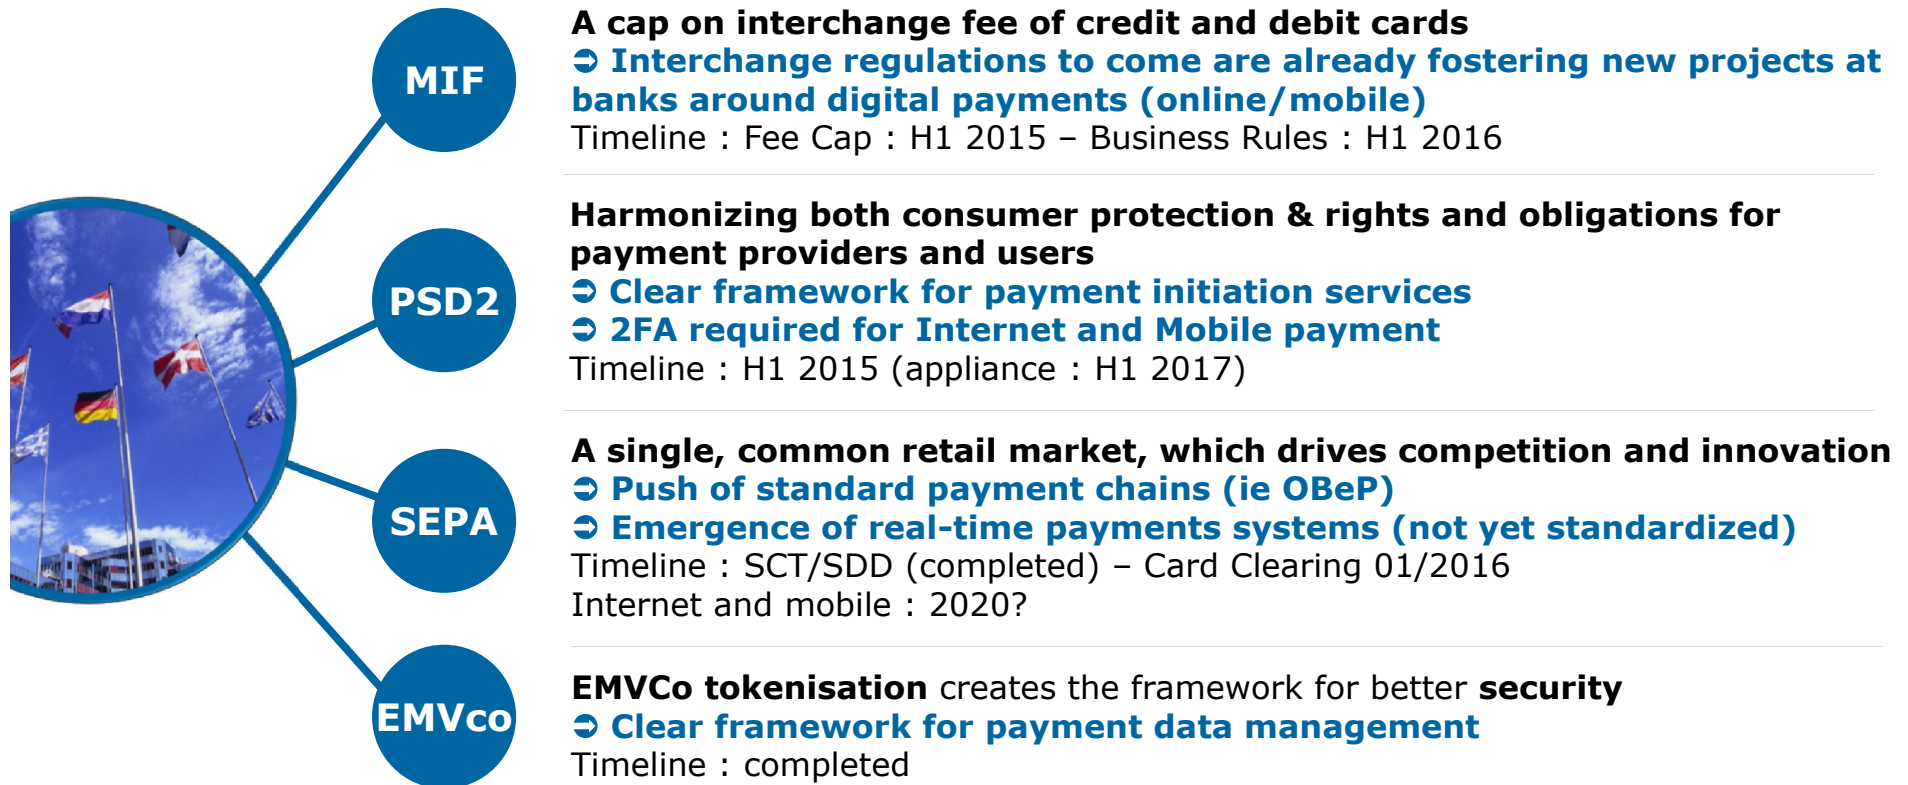 MIF
A cap on interchange fee of credit and debit cards
➲ Interchange regulations to come are already fostering new projects at
banks around digital payments (online/mobile)
Timeline : Fee Cap : H1 2015 – Business Rules : H1 2016
PSD2
Harmonizing both consumer protection & rights and obligations for
payment providers and users
➲ Clear framework for payment initiation services
➲ 2FA required for Internet and Mobile payment
Timeline : H1 2015 (appliance : H1 2017)
SEPA
A single, common retail market, which drives competition and innovation
➲ Push of standard payment chains (ie OBeP)
➲ Emergence of real-time payments systems (not yet standardized)
Timeline : SCT/SDD (completed) – Card Clearing 01/2016
Internet and mobile : 2020?
EMVco
EMVCo tokenisation creates the framework for better security
➲ Clear framework for payment data management
Timeline : completed